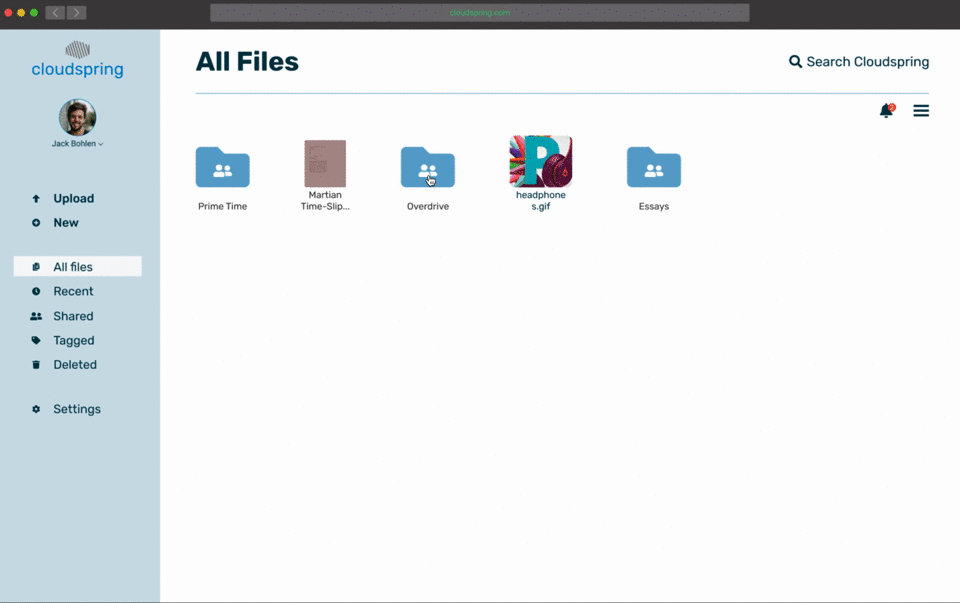 cloudspring.com
cloudspring
Jack Bohlen
Upload
New
All files
Recent
Shared
Tagged
Deleted
Settings
All Files
Search Cloudspring
2
Prime Time
Martian
Time-Slip...
Overdrive
P
headphone
s.gif
Essays